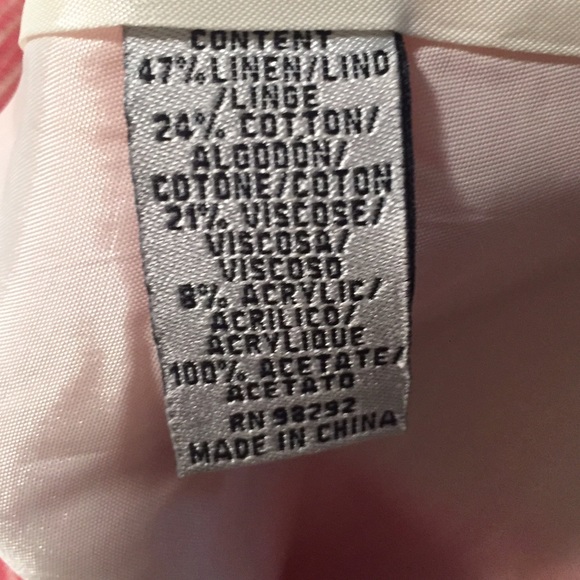 CONTENT
47% LINEN/LINO
/LINGE
24% COTTON/
ALGODÓN/
COTONE/COTON
21% VISCOSE/
VISCOSA/
VISCOSO
8% ACRYLIC/
ACRILICO/
ACRYLIQUE
100% ACETATE/
ACETATO
RN 98292
MADE IN CHINA